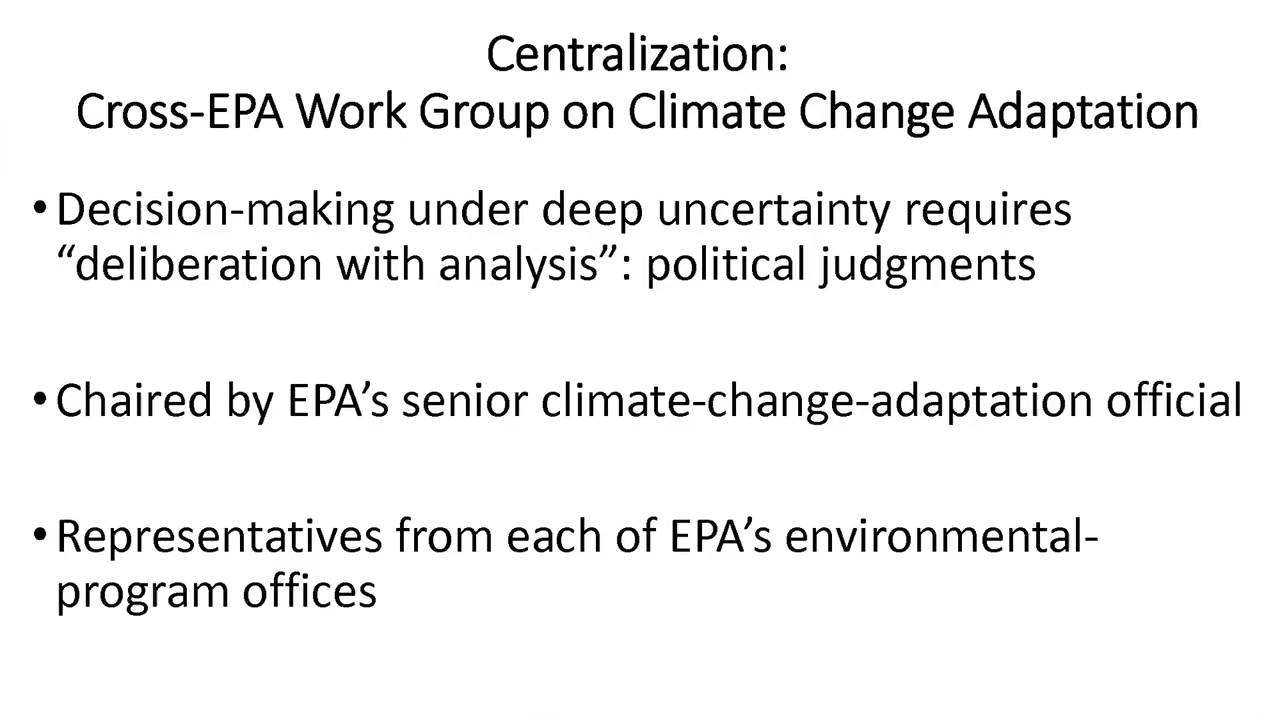 Centralization:
Cross-EPA Work Group on Climate Change Adaptation
•Decision-making under deep uncertainty requires
“deliberation with analysis”: political judgments
•Chaired by EPA’s senior climate-change-adaptation official
•Representatives from each of EPA’s environmental-
program offices